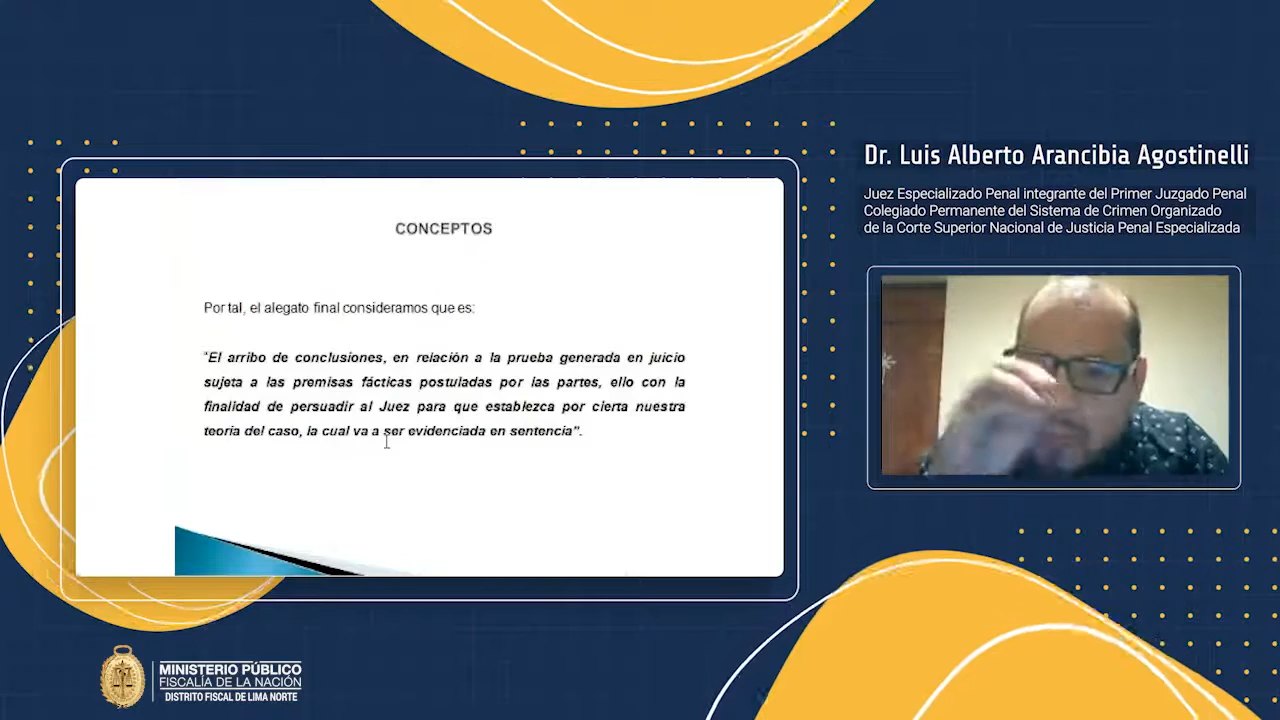 CONCEPTOS
Por tal, el alegato final consideramos que es:
"El arribo de conclusiones, en relación a la prueba generada en juicio
sujeta a las premisas fácticas postuladas por las partes, ello con la
finalidad de persuadir al Juez para que establezca por cierta nuestra
teoria del caso, la cual va a ser evidenciada en sentencia".
Dr. Luis Alberto Arancibia Agostinelli
Juez Especializado Penal integrante del Primer Juzgado Penal
Colegiado Permanente del Sistema de Crimen Organizado
de la Corte Superior Nacional de Justicia Penal Especializada
MINISTERIO PÚBLICO
FISCALÍA DE LA NACIÓN
DISTRITO FISCAL DE LIMA NORTE